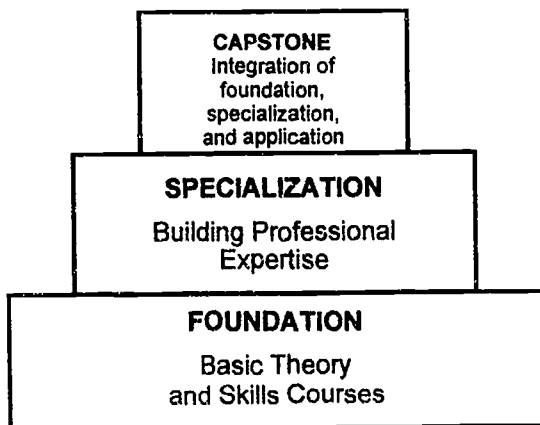 CAPSTONE
Integration of
foundation,
specialization,
and application
SPECIALIZATION
Building Professional
Expertise
FOUNDATION
Basic Theory
and Skills Courses